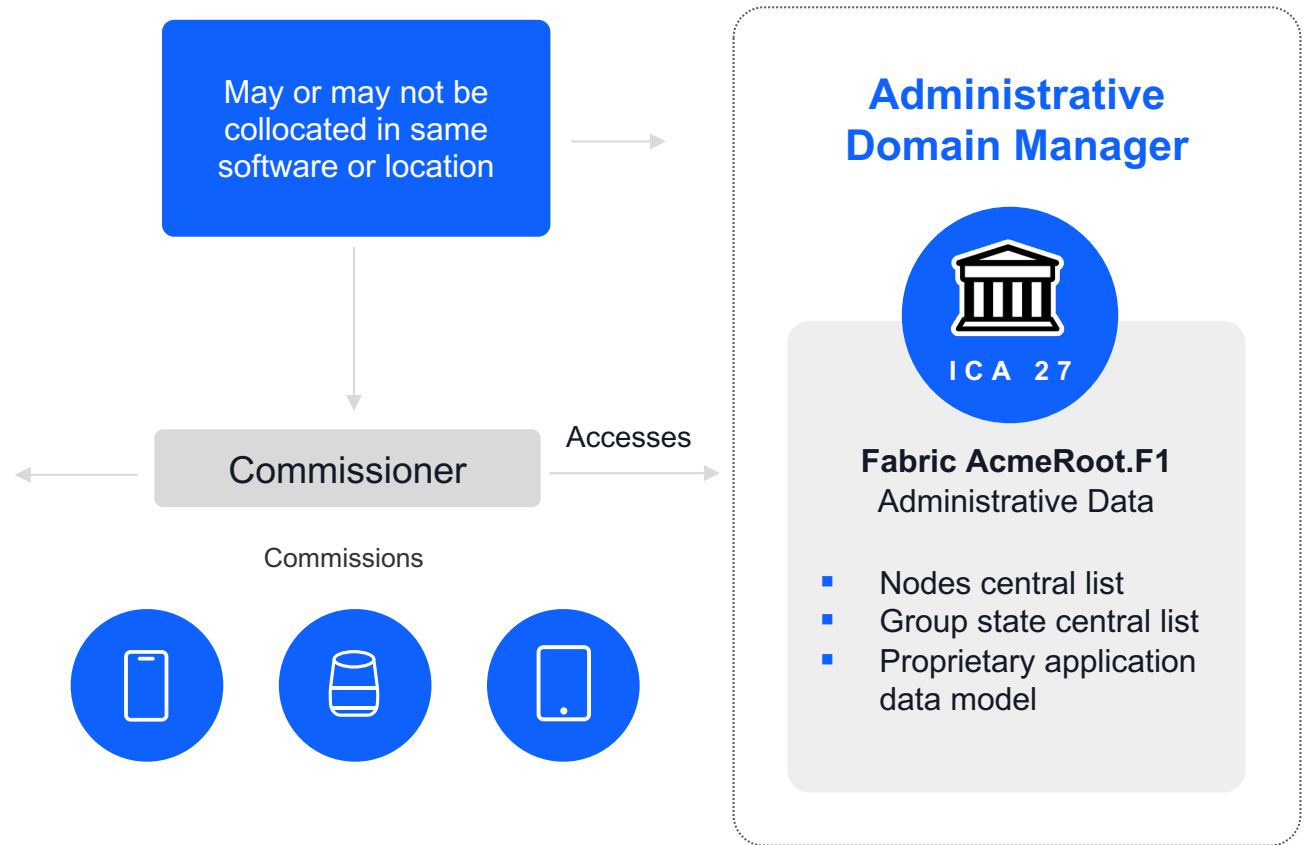 May or may not be
collocated in same
software or location
Administrative
Domain Manager
ICA 27
Commissioner
Accesses
Fabric AcmeRoot.F1
Administrative Data
Commissions
Nodes central list
Group state central list
Proprietary application
data model